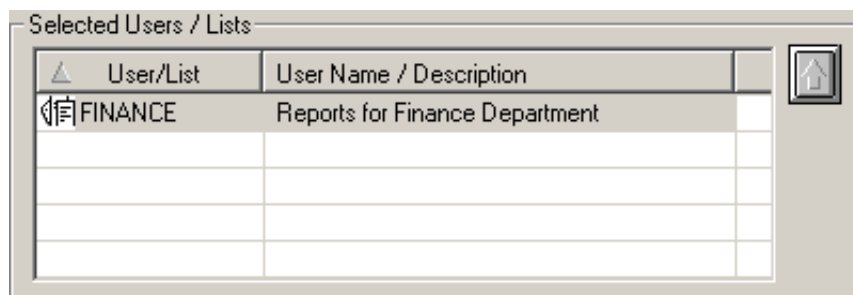 Selected Users / Lists
User/List User Name / Description
FINANCE Reports for Finance Department